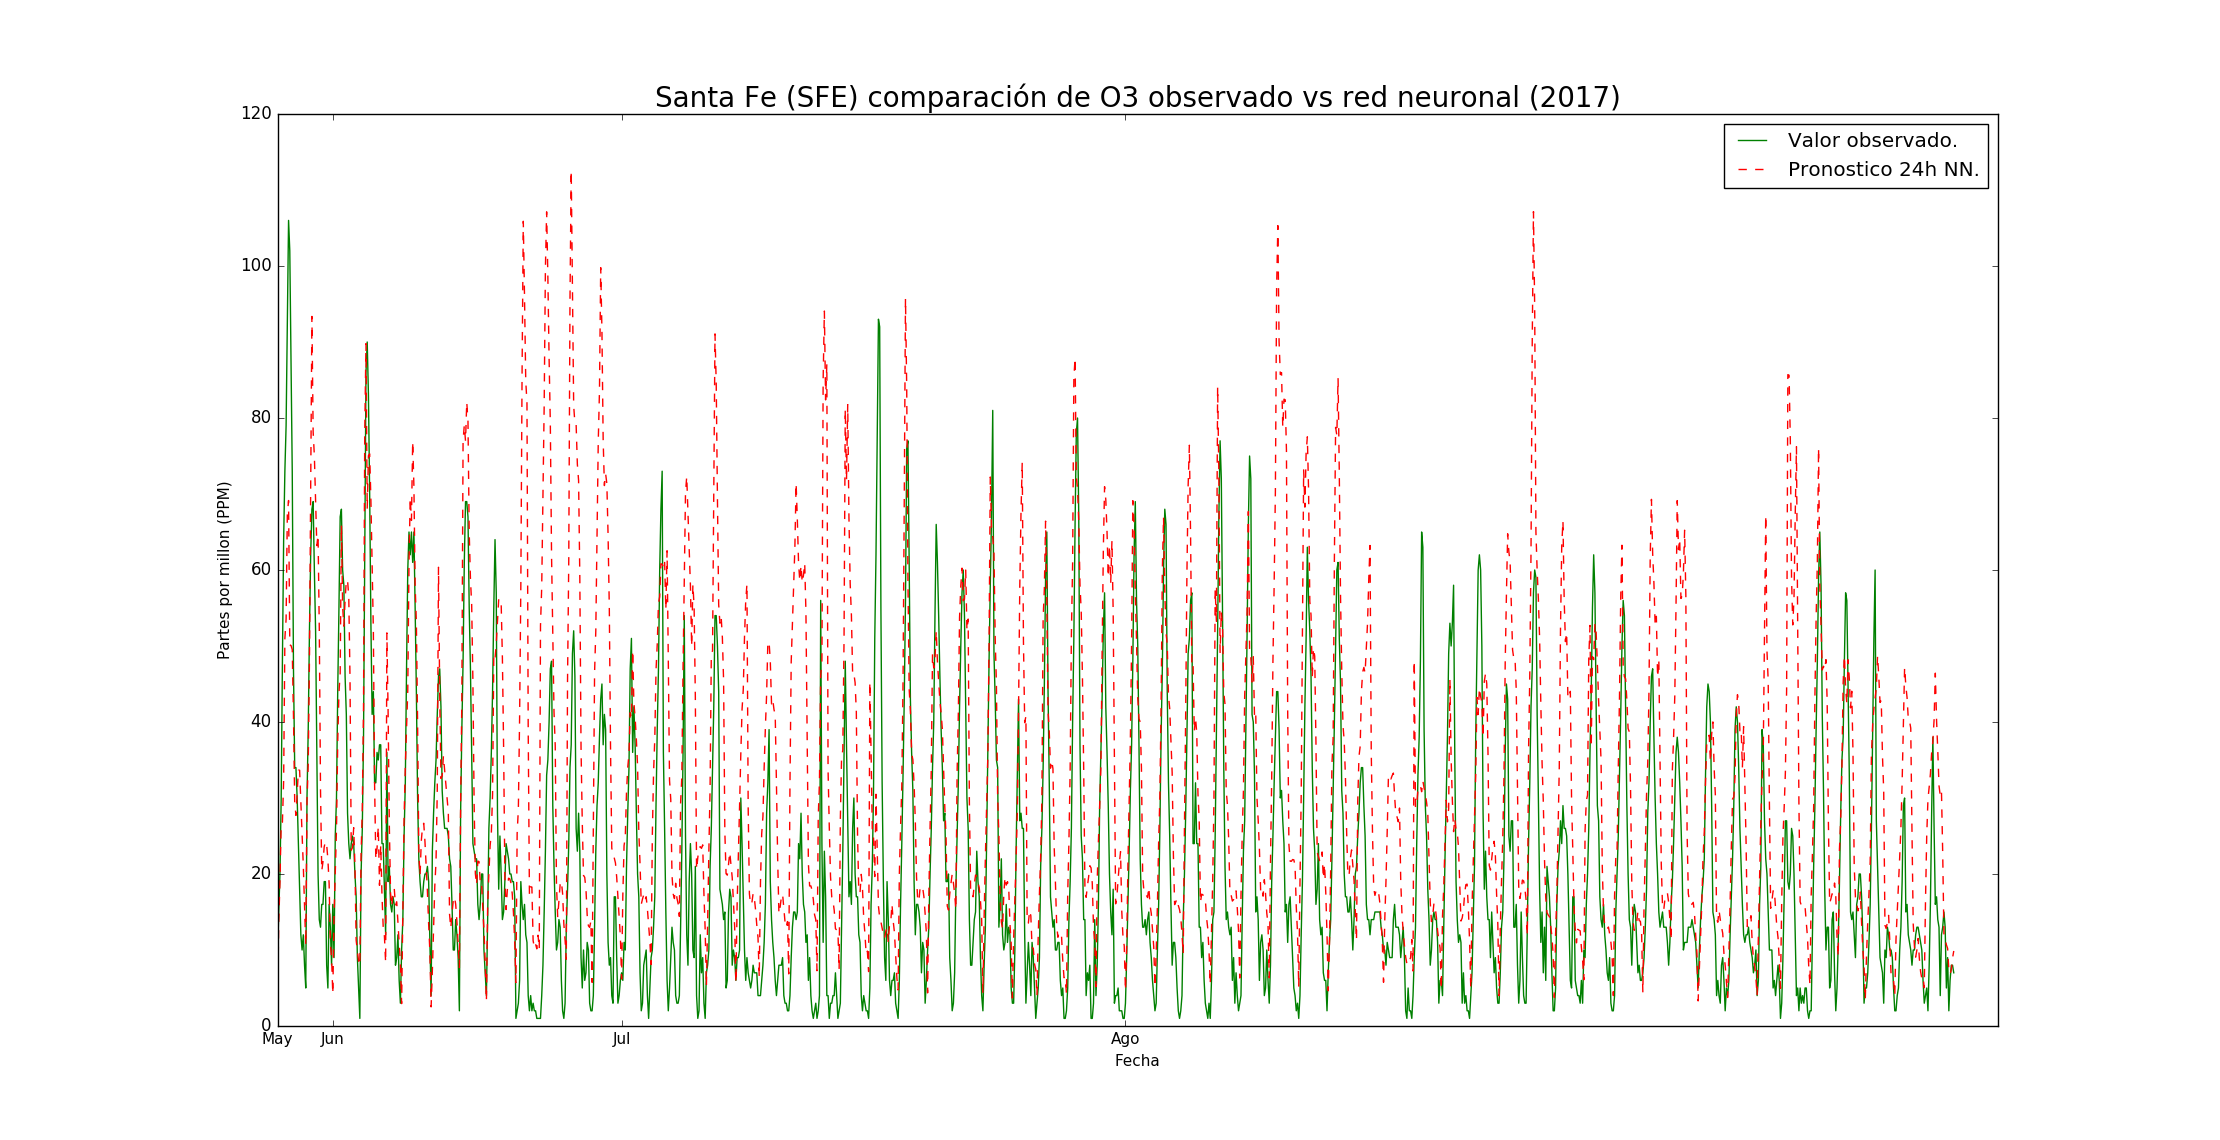 Santa Fe (SFE) comparación de O3 observado vs red neuronal (2017)
Valor observado.
Pronostico 24h NN.
Partes por millon (PPM)
120
100
80
60
40
20
0
May Jun Jul Ago
Fecha